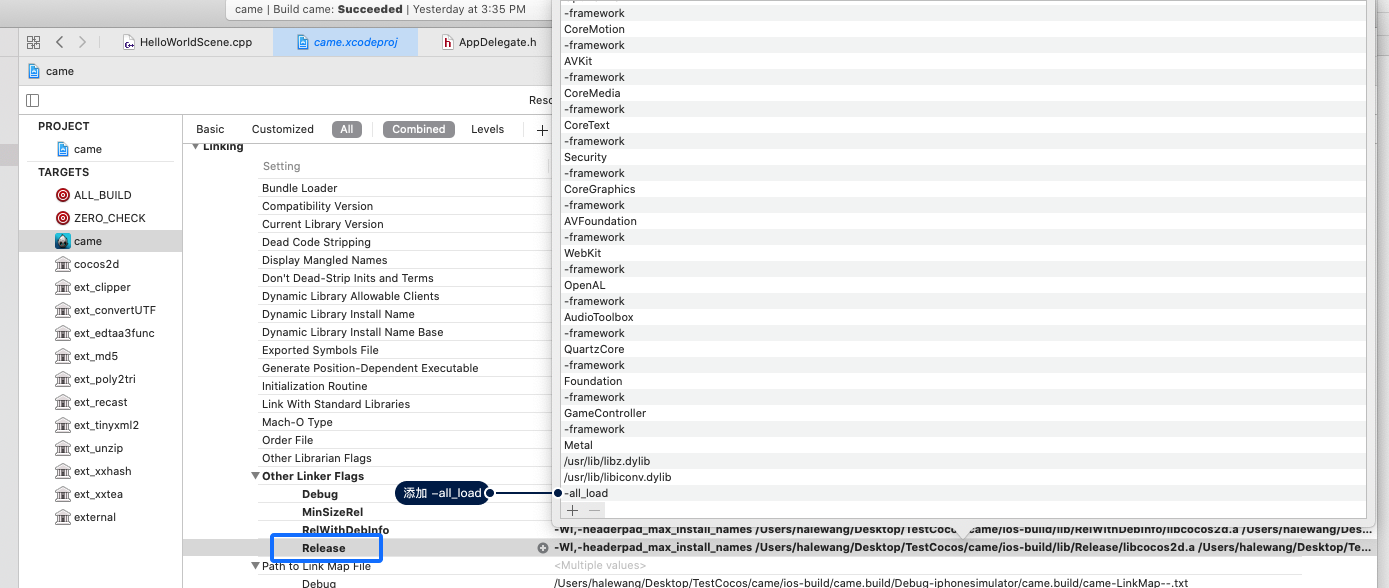 came | Build came: Succeeded | Yesterday at 3:35 PM
HelloWorldScene.cpp
came.xcodeproj
AppDelegate.h
came
PROJECT
came
TARGETS
ALL_BUILD
ZERO_CHECK
came
cocos2d
ext_clipper
ext_convertUTF
ext_edtaa3func
ext_md5
ext_poly2tri
ext_recast
ext_tinyxml2
ext_unzip
ext_xxhash
ext_xxtea
external
Basic Customized All Combined Levels
Linking
Setting
Bundle Loader
Compatibility Version
Current Library Version
Dead Code Stripping
Display Mangled Names
Don't Dead-Strip Inits and Terms
Dynamic Library Allowable Clients
Dynamic Library Install Name
Dynamic Library Install Name Base
Exported Symbols File
Generate Position-Dependent Executable
Initialization Routine
Link With Standard Libraries
Mach-O Type
Order File
Other Librarian Flags
Other Linker Flags
Debug
MinSizeRel
RelWithDebInfo
-Wl,-headerpad_max_install_names /Users/halewang/Desktop/TestCocos/came/ios-build/lib/RelWithDebInfo/libcocos2d.a /Users/halewang/Des...
Release
-Wl,-headerpad_max_install_names /Users/halewang/Desktop/TestCocos/came/ios-build/lib/Release/libcocos2d.a /Users/halewang/Desktop/Te...
Path to Link Map File
<Multiple values>
Debug
/Users/halewang/Desktop/TestCocos/came/ios-build/came.build/Debug-iphonesimulator/came.build/came-LinkMap--.txt
添加 -all_load
-framework
CoreMotion
-framework
AVKit
-framework
CoreMedia
-framework
CoreText
-framework
Security
-framework
CoreGraphics
-framework
AVFoundation
-framework
WebKit
-framework
OpenAL
-framework
AudioToolbox
-framework
QuartzCore
-framework
Foundation
-framework
GameController
-framework
Metal
/usr/lib/libz.dylib
/usr/lib/libiconv.dylib
-all_load